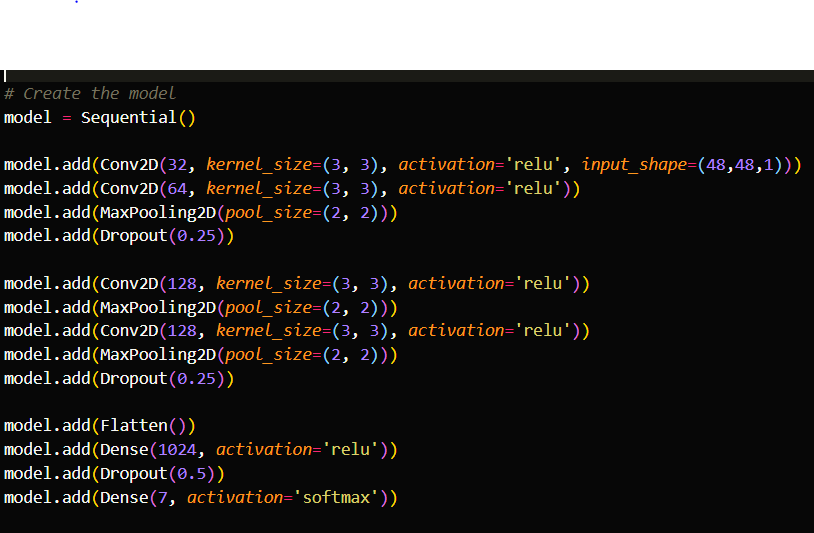 # Create the model
model = Sequential()
model.add(Conv2D(32, kernel_size=(3, 3), activation='relu', input_shape=(48,48,1)))
model.add(Conv2D(64, kernel_size=(3, 3), activation='relu'))
model.add(MaxPooling2D(pool_size=(2, 2)))
model.add(Dropout(0.25))
model.add(Conv2D(128, kernel_size=(3, 3), activation='relu'))
model.add(MaxPooling2D(pool_size=(2, 2)))
model.add(Conv2D(128, kernel_size=(3, 3), activation='relu'))
model.add(MaxPooling2D(pool_size=(2, 2)))
model.add(Dropout(0.25))
model.add(Flatten())
model.add(Dense(1024, activation='relu'))
model.add(Dropout(0.5))
model.add(Dense(7, activation='softmax'))